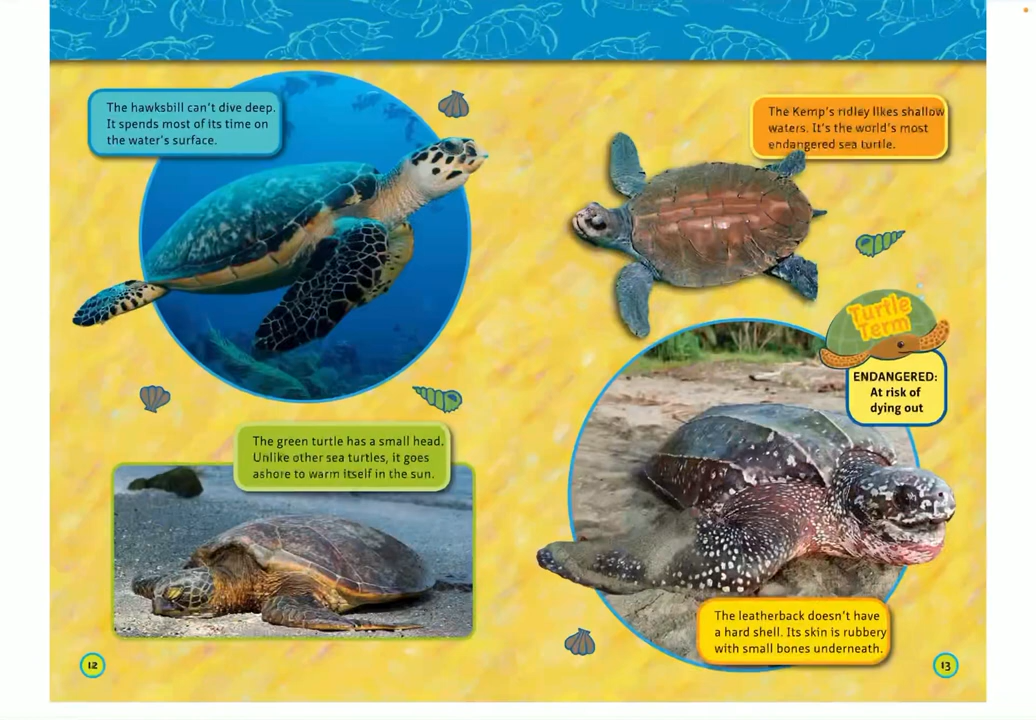 The hawksbill can't dive deep.
It spends most of its time on
the water's surface.
The green turtle has a small head.
Unlike other sea turtles, it goes
ashore to warm itself in the sun.
12
The Kemp's ridley likes shallow
waters. It's the world's most
endangered sea turtle.
Turtle
Term
ENDANGERED:
At risk of
dying out
The leatherback doesn't have
a hard shell. Its skin is rubbery
with small bones underneath.
13